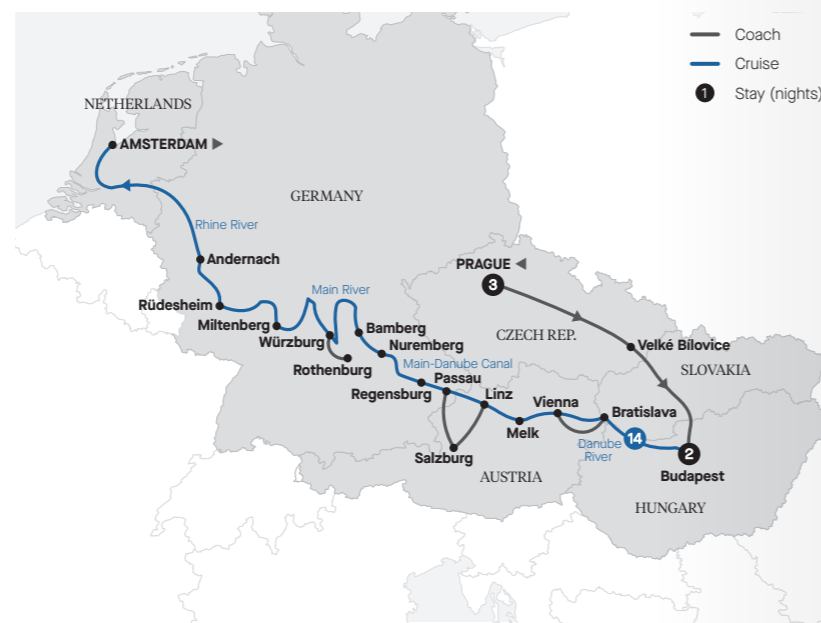 Coach
Cruise
1 Stay (nights)
NETHERLANDS
AMSTERDAM
GERMANY
Rhine River
Andernach
PRAGUE
3
Main River
Rüdesheim
Miltenberg
Bamberg
Würzburg
Nuremberg
CZECH REP.
Velké Bílovice
Main-Danube Canal
Rothenburg
SLOVAKIA
Passau
Regensburg
Linz
Vienna
Bratislava
Melk
14
Danube
River
2
Salzburg
AUSTRIA
Budapest
HUNGARY